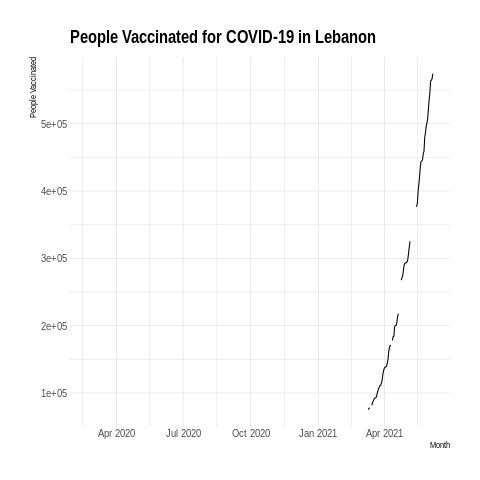 People Vaccinated for COVID-19 in Lebanon
People Vaccinated
5e+05
4e+05
3e+05
2e+05
1e+05
Apr 2020 Jul 2020 Oct 2020 Jan 2021 Apr 2021
Month